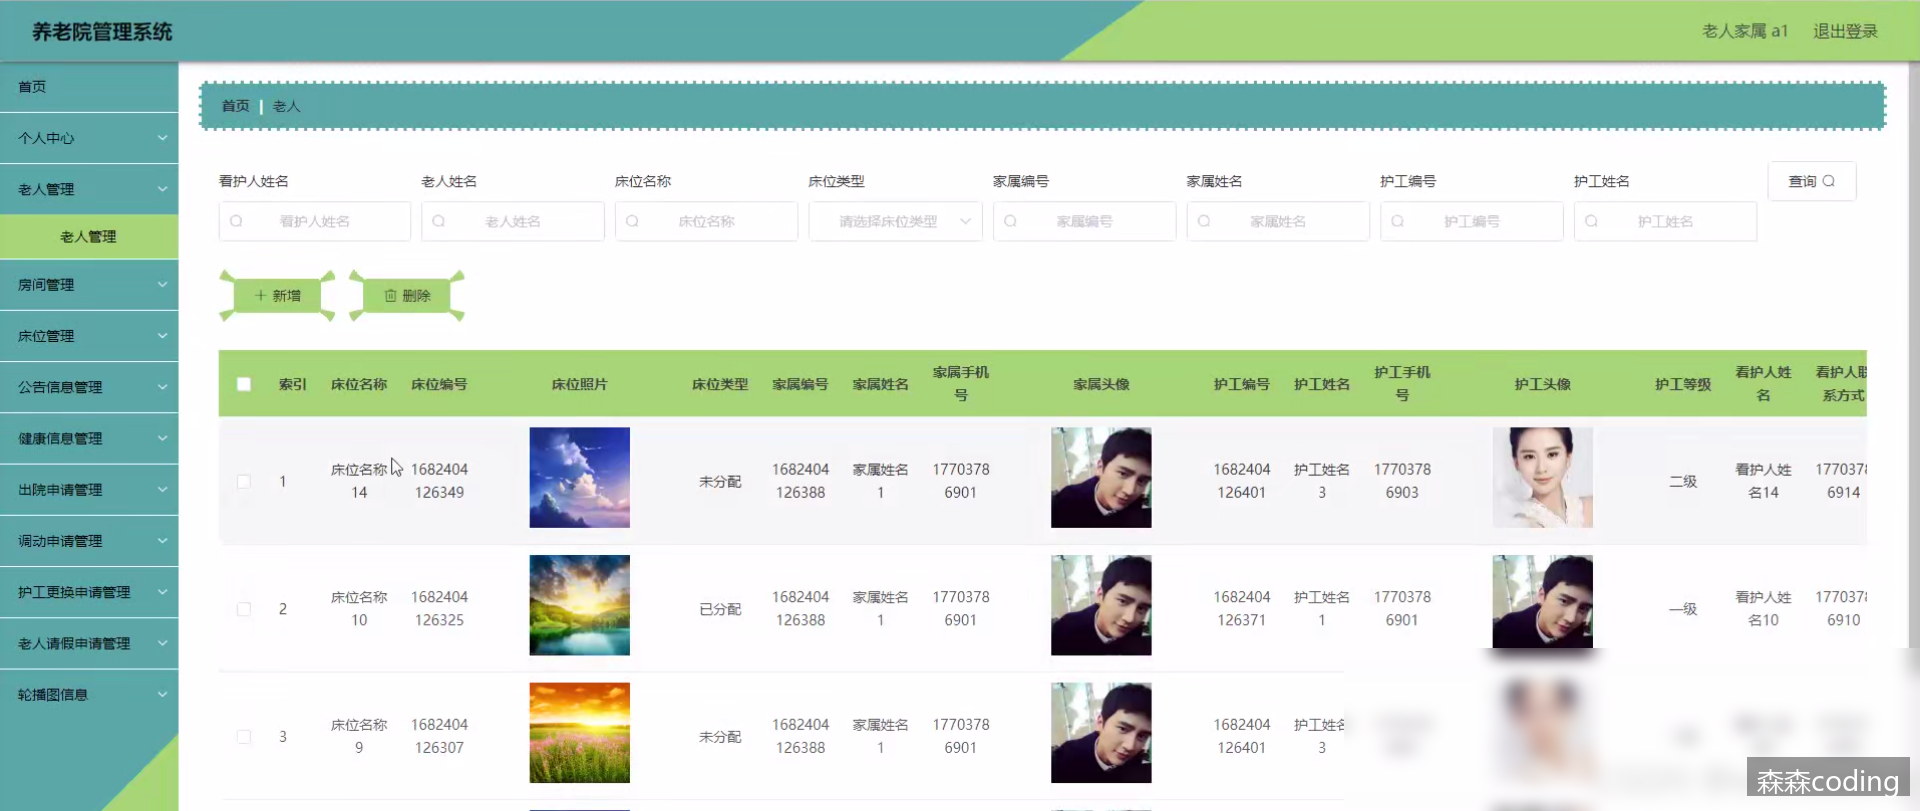 养老院管理系统
老人家属 a1 退出登录
首页
个人中心
老人管理
老人管理
房间管理
床位管理
公告信息管理
健康信息管理
出院申请管理
调动申请管理
护工更换申请管理
老人请假申请管理
轮播图信息
首页 老人
看护人姓名 老人姓名 床位名称 床位类型 家属编号 家属姓名 护工编号 护工姓名 查询
看护人姓名 老人姓名 床位名称 请选择床位类型 家属编号 家属姓名 护工编号 护工姓名
新增 删除
索引 床位名称 床位编号 床位照片 床位类型 家属编号 家属姓名 家属手机号 家属头像 护工编号 护工姓名 护工手机号 护工头像 护工等级 看护人姓名 看护人联系方式
1 床位名称14 1682404126349 未分配 1682404126388 家属姓名1 17703786901 1682404126401 护工姓名3 17703786903 二级 看护人姓名14 17703786914
2 床位名称10 1682404126325 已分配 1682404126388 家属姓名1 17703786901 1682404126371 护工姓名1 17703786901 一级 看护人姓名10 17703786910
3 床位名称9 1682404126307 未分配 1682404126388 家属姓名1 17703786901 1682404126401 护工姓名3
森森coding